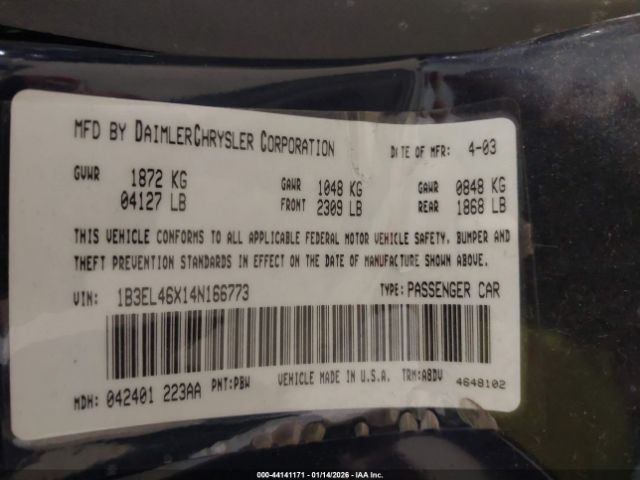 MFD BY DAIMLERCHRYSLER CORPORATION DATE OF MFR: 4-03
GVWR 1872 KG GAWR 1048 KG GAWR 0848 KG
04127 LB FRONT 2309 LB REAR 1868 LB
THIS VEHICLE CONFORMS TO ALL APPLICABLE FEDERAL MOTOR VEHICLE SAFETY, BUMPER AND
THEFT PREVENTION STANDARDS IN EFFECT ON THE DATE OF MANUFACTURE SHOWN ABOVE.
VIN: 1B3EL46X14N166773 TYPE: PASSENGER CAR
MDH: 042401 223AA PNT: PBW VEHICLE MADE IN U.S.A. TRM: A8DV 4648102
000-44141171 - 01/14/2026 - IAA Inc.